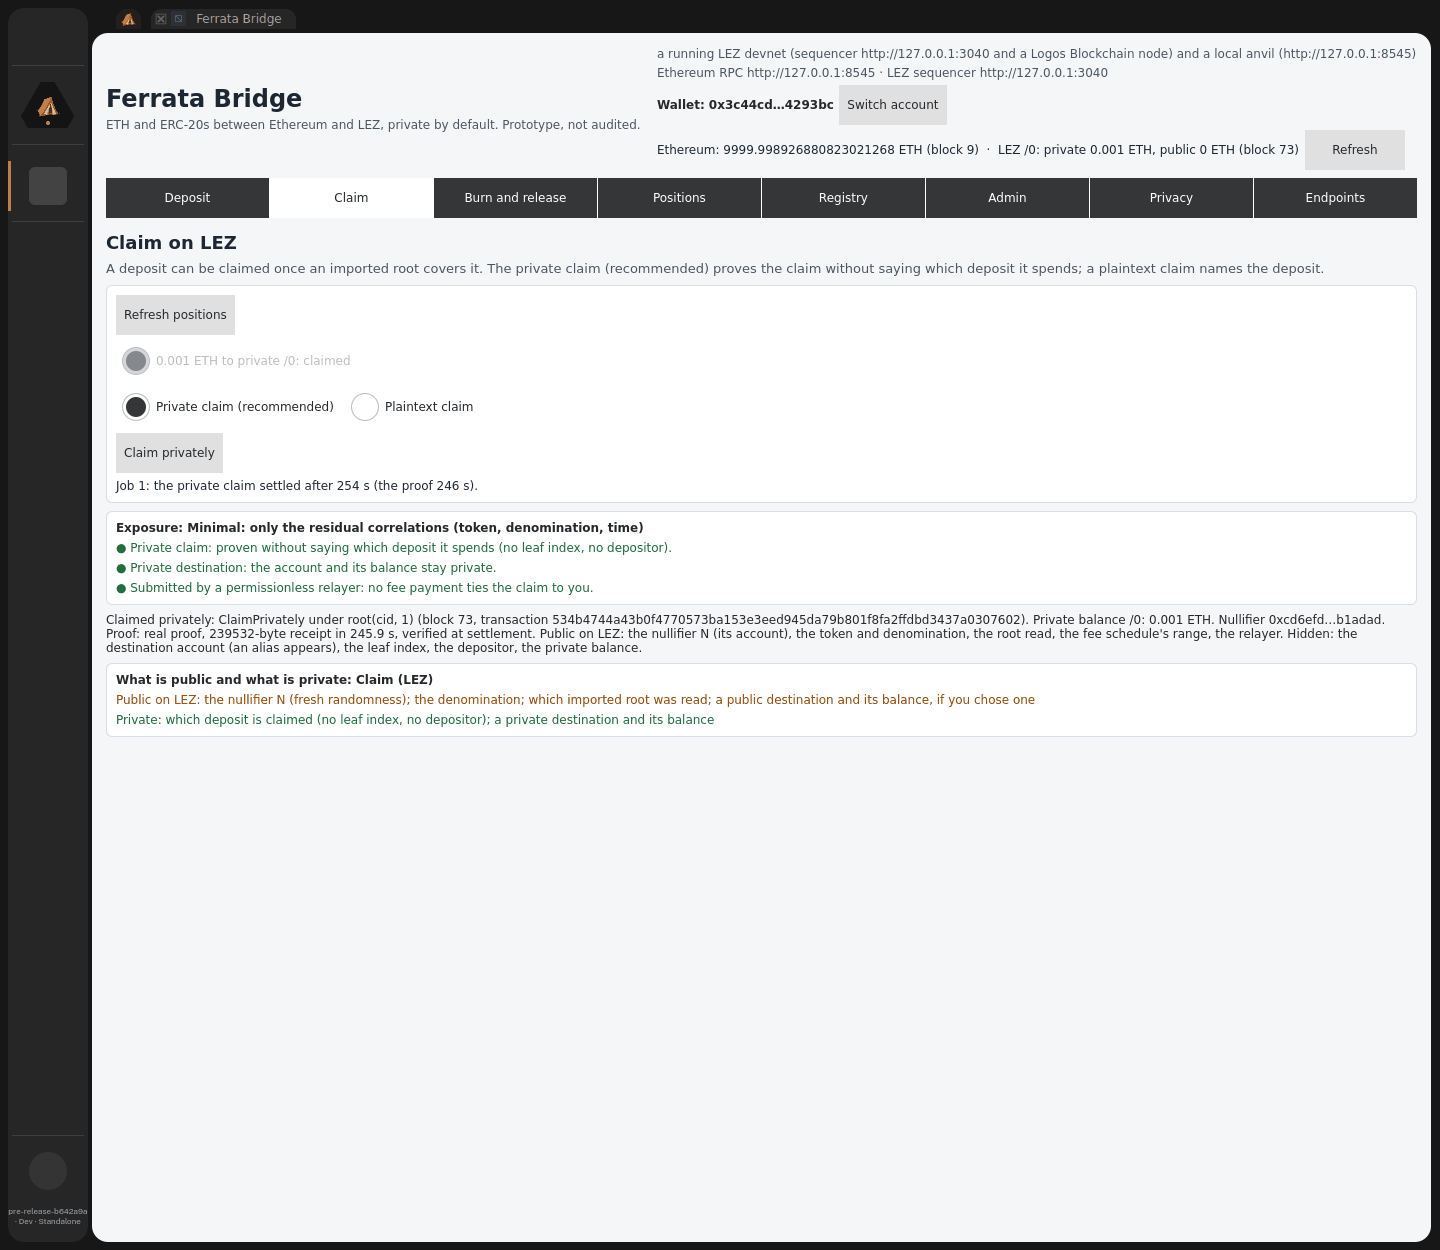 Ferrata Bridge
a running LEZ devnet (sequencer http://127.0.0.1:3040 and a Logos Blockchain node) and a local anvil (http://127.0.0.1:8545)
Ethereum RPC http://127.0.0.1:8545 · LEZ sequencer http://127.0.0.1:3040
Ferrata Bridge
ETH and ERC-20s between Ethereum and LEZ, private by default. Prototype, not audited.
Wallet: 0x3c44cd…4293bc Switch account
Ethereum: 9999.998926880823021268 ETH (block 9) · LEZ /0: private 0.001 ETH, public 0 ETH (block 73) Refresh
Deposit Claim Burn and release Positions Registry Admin Privacy Endpoints
Claim on LEZ
A deposit can be claimed once an imported root covers it. The private claim (recommended) proves the claim without saying which deposit it spends; a plaintext claim names the deposit.
Refresh positions
0.001 ETH to private /0: claimed
Private claim (recommended) Plaintext claim
Claim privately
Job 1: the private claim settled after 254 s (the proof 246 s).
Exposure: Minimal: only the residual correlations (token, denomination, time)
● Private claim: proven without saying which deposit it spends (no leaf index, no depositor).
● Private destination: the account and its balance stay private.
● Submitted by a permissionless relayer: no fee payment ties the claim to you.
Claimed privately: ClaimPrivately under root(cid, 1) (block 73, transaction 534b4744a43b0f4770573ba153e3eed945da79b801f8fa2ffdbd3437a0307602). Private balance /0: 0.001 ETH. Nullifier 0xcd6efd…b1adad.
Proof: real proof, 239532-byte receipt in 245.9 s, verified at settlement. Public on LEZ: the nullifier N (its account), the token and denomination, the root read, the fee schedule's range, the relayer. Hidden: the
destination account (an alias appears), the leaf index, the depositor, the private balance.
What is public and what is private: Claim (LEZ)
Public on LEZ: the nullifier N (fresh randomness); the denomination; which imported root was read; a public destination and its balance, if you chose one
Private: which deposit is claimed (no leaf index, no depositor); a private destination and its balance
pre-release-b642a9a
· Dev · Standalone